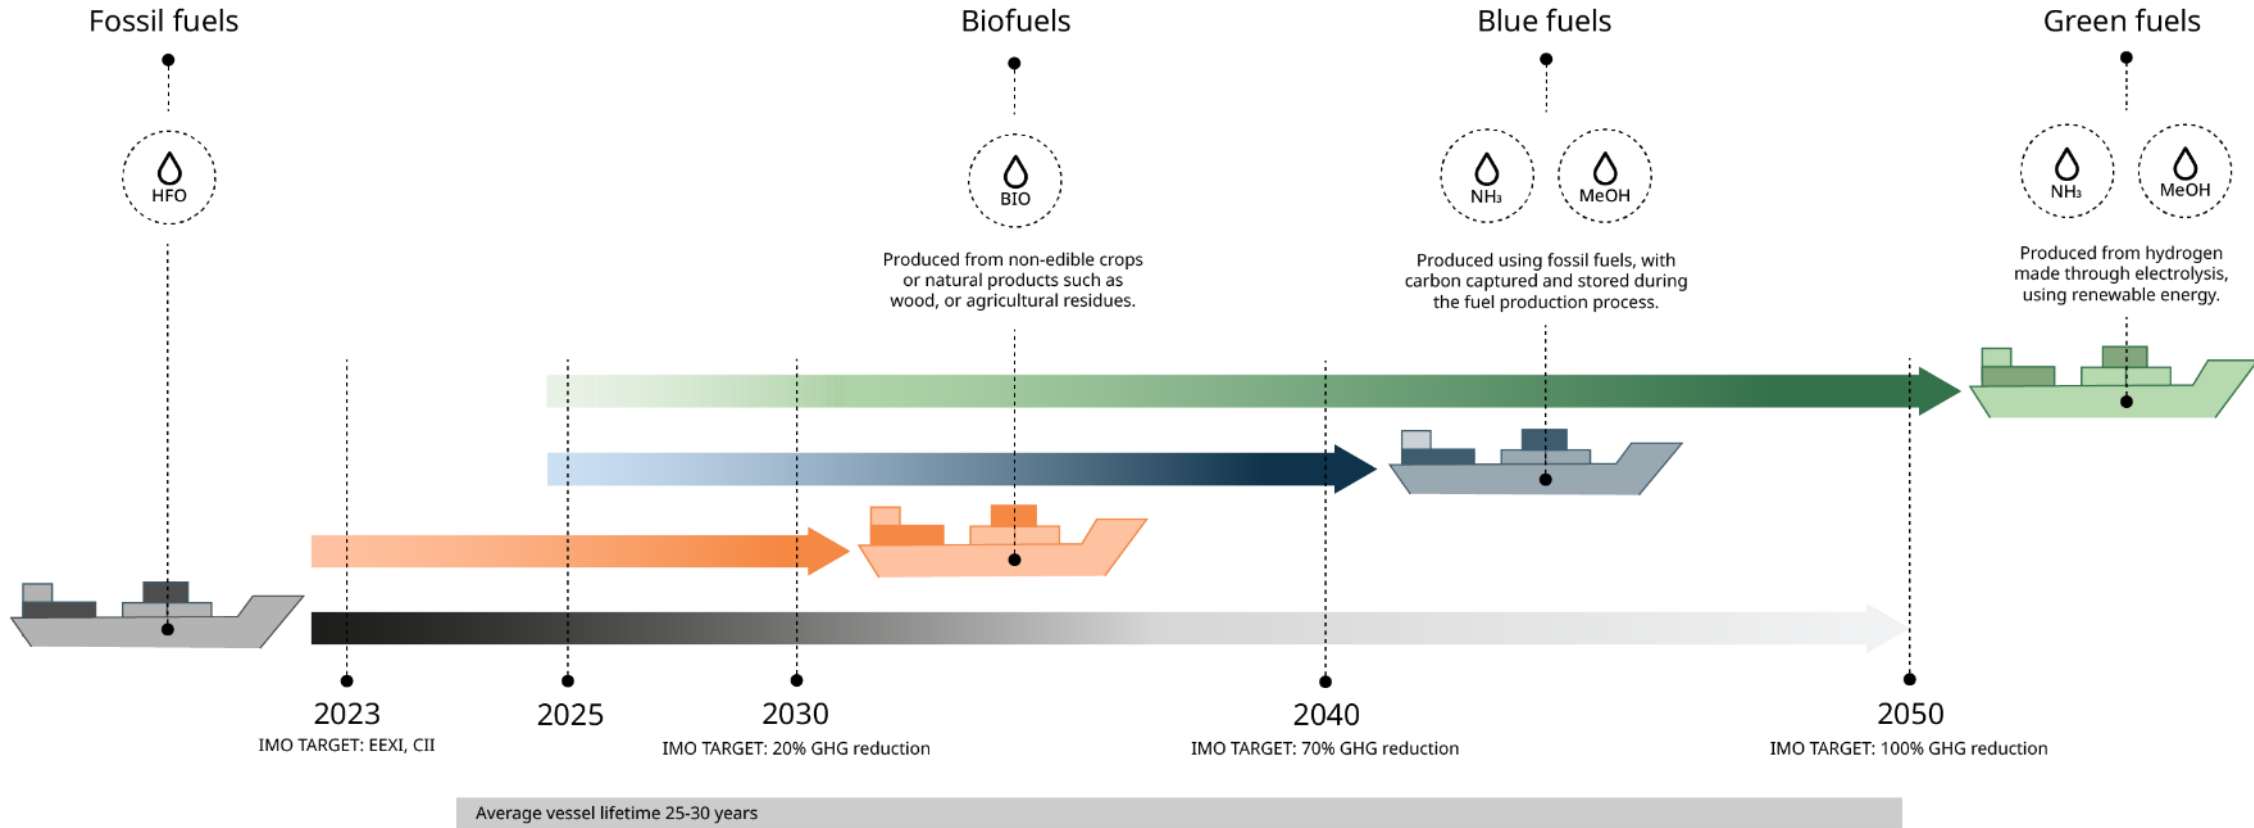 Fossil fuels
Biofuels
Blue fuels
Green fuels
HFO
BIO
NH₃
MeOH
NH₃
MeOH
Produced from non-edible crops
or natural products such as
wood, or agricultural residues.
Produced using fossil fuels, with
carbon captured and stored during
the fuel production process.
Produced from hydrogen
made through electrolysis,
using renewable energy.
2023
IMO TARGET: EEXI, CII
2025
2030
IMO TARGET: 20% GHG reduction
2040
IMO TARGET: 70% GHG reduction
2050
IMO TARGET: 100% GHG reduction
Average vessel lifetime 25-30 years